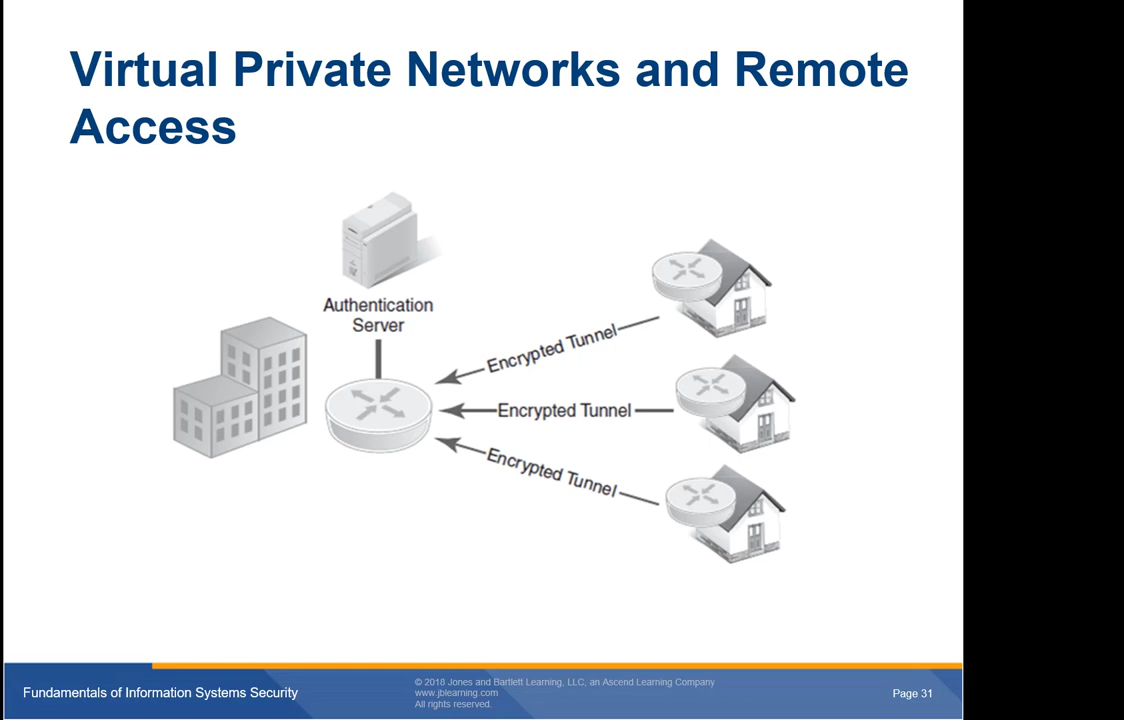 Virtual Private Networks and Remote
Access
Authentication
Server
Encrypted Tunnel
Encrypted Tunnel
Encrypted Tunnel
Fundamentals of Information Systems Security
© 2018 Jones and Bartlett Learning, LLC, an Ascend Learning Company
www.jblearning.com
All rights reserved.
Page 31